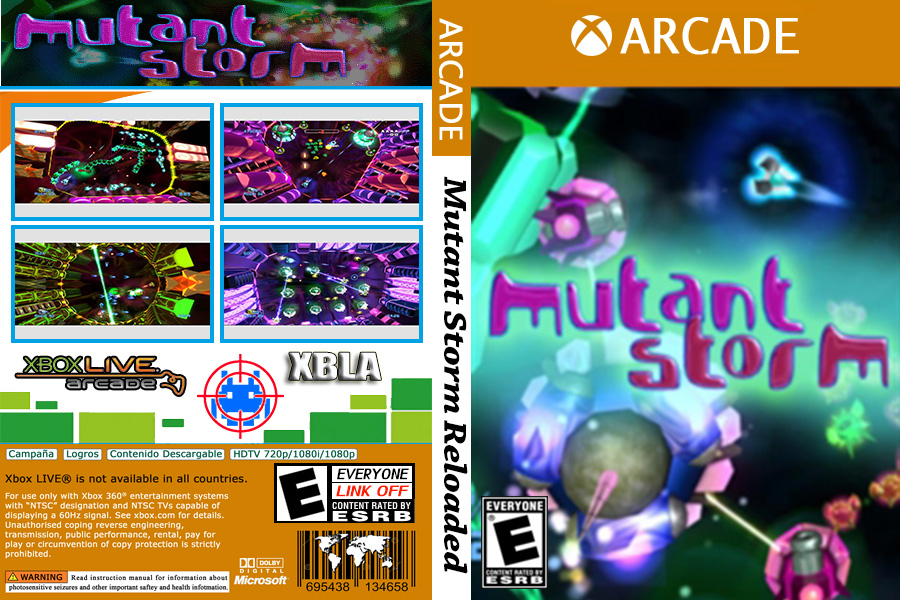 mutant
storm
XBOX LIVE
arcade
XBLA
Campaña
Logros
Contenido Descargable
HDTV 720p/1080i/1080p
Xbox LIVE® is not available in all countries.
For use only with Xbox 360® entertainment systems
with “NTSC” designation and NTSC TVs capable of
displaying a 60Hz signal. See xbox.com for details.
Unauthorised coping reverse engineering,
transmission, public performance, rental, pay for
play or circumvention of copy protection is strictly
prohibited.
WARNING Read instruction manual for information about
photosensitive seizures and other important saftey and health infotmation.
DOLBY
DIGITAL
Microsoft
E
EVERYONE
LINK OFF
CONTENT RATED BY
ESRB
695438 134658
ARCADE
Mutant Storm Reloaded
ARCADE
mutant
storm
EVERYONE
E
CONTENT RATED BY
ESRB